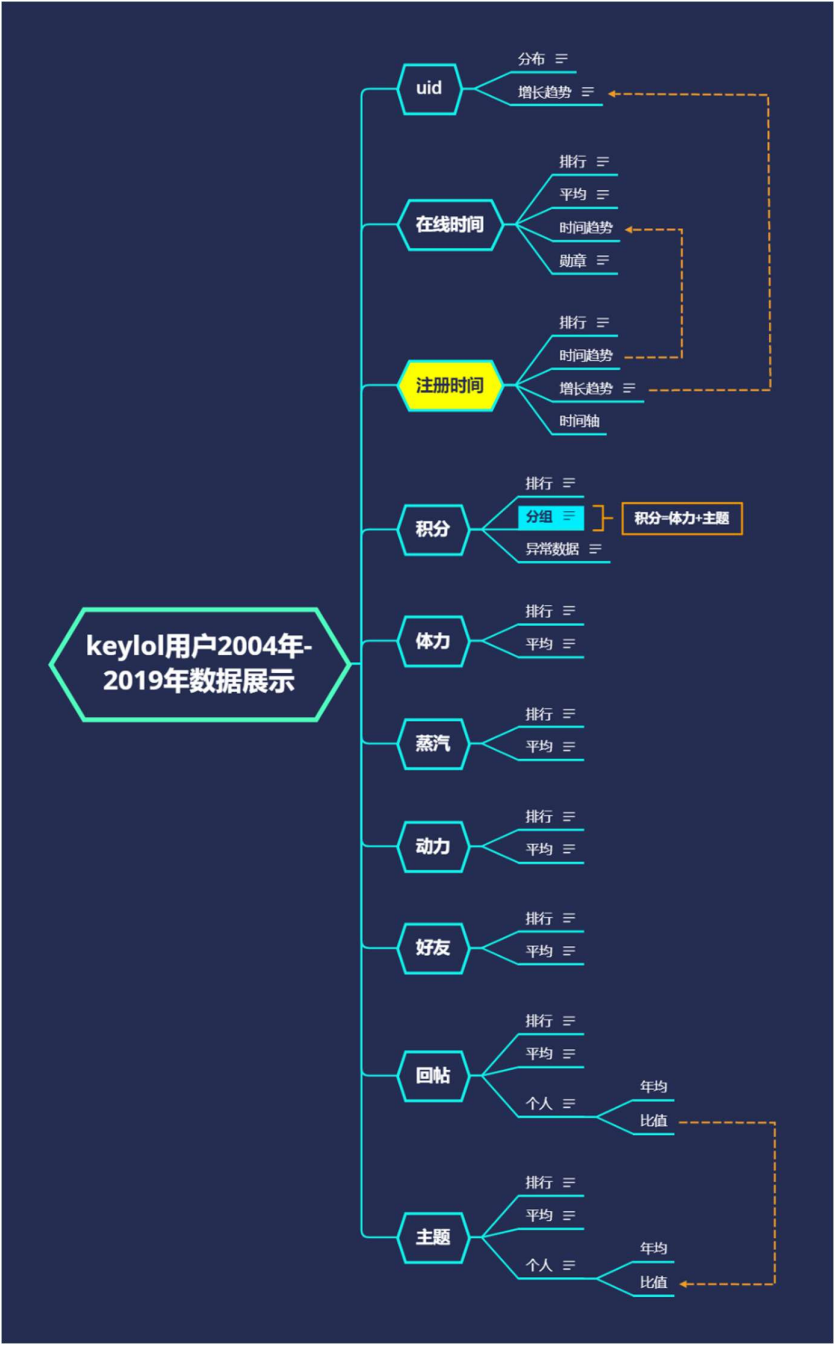 keylol用户2004年-
2019年数据展示
uid
分布
增长趋势
在线时间
排行
平均
时间趋势
勋章
注册时间
排行
时间趋势
增长趋势
时间轴
积分
排行
分组
积分=体力+主题
异常数据
体力
排行
平均
蒸汽
排行
平均
动力
排行
平均
好友
排行
平均
回帖
排行
平均
个人
年均
比值
主题
排行
平均
个人
年均
比值